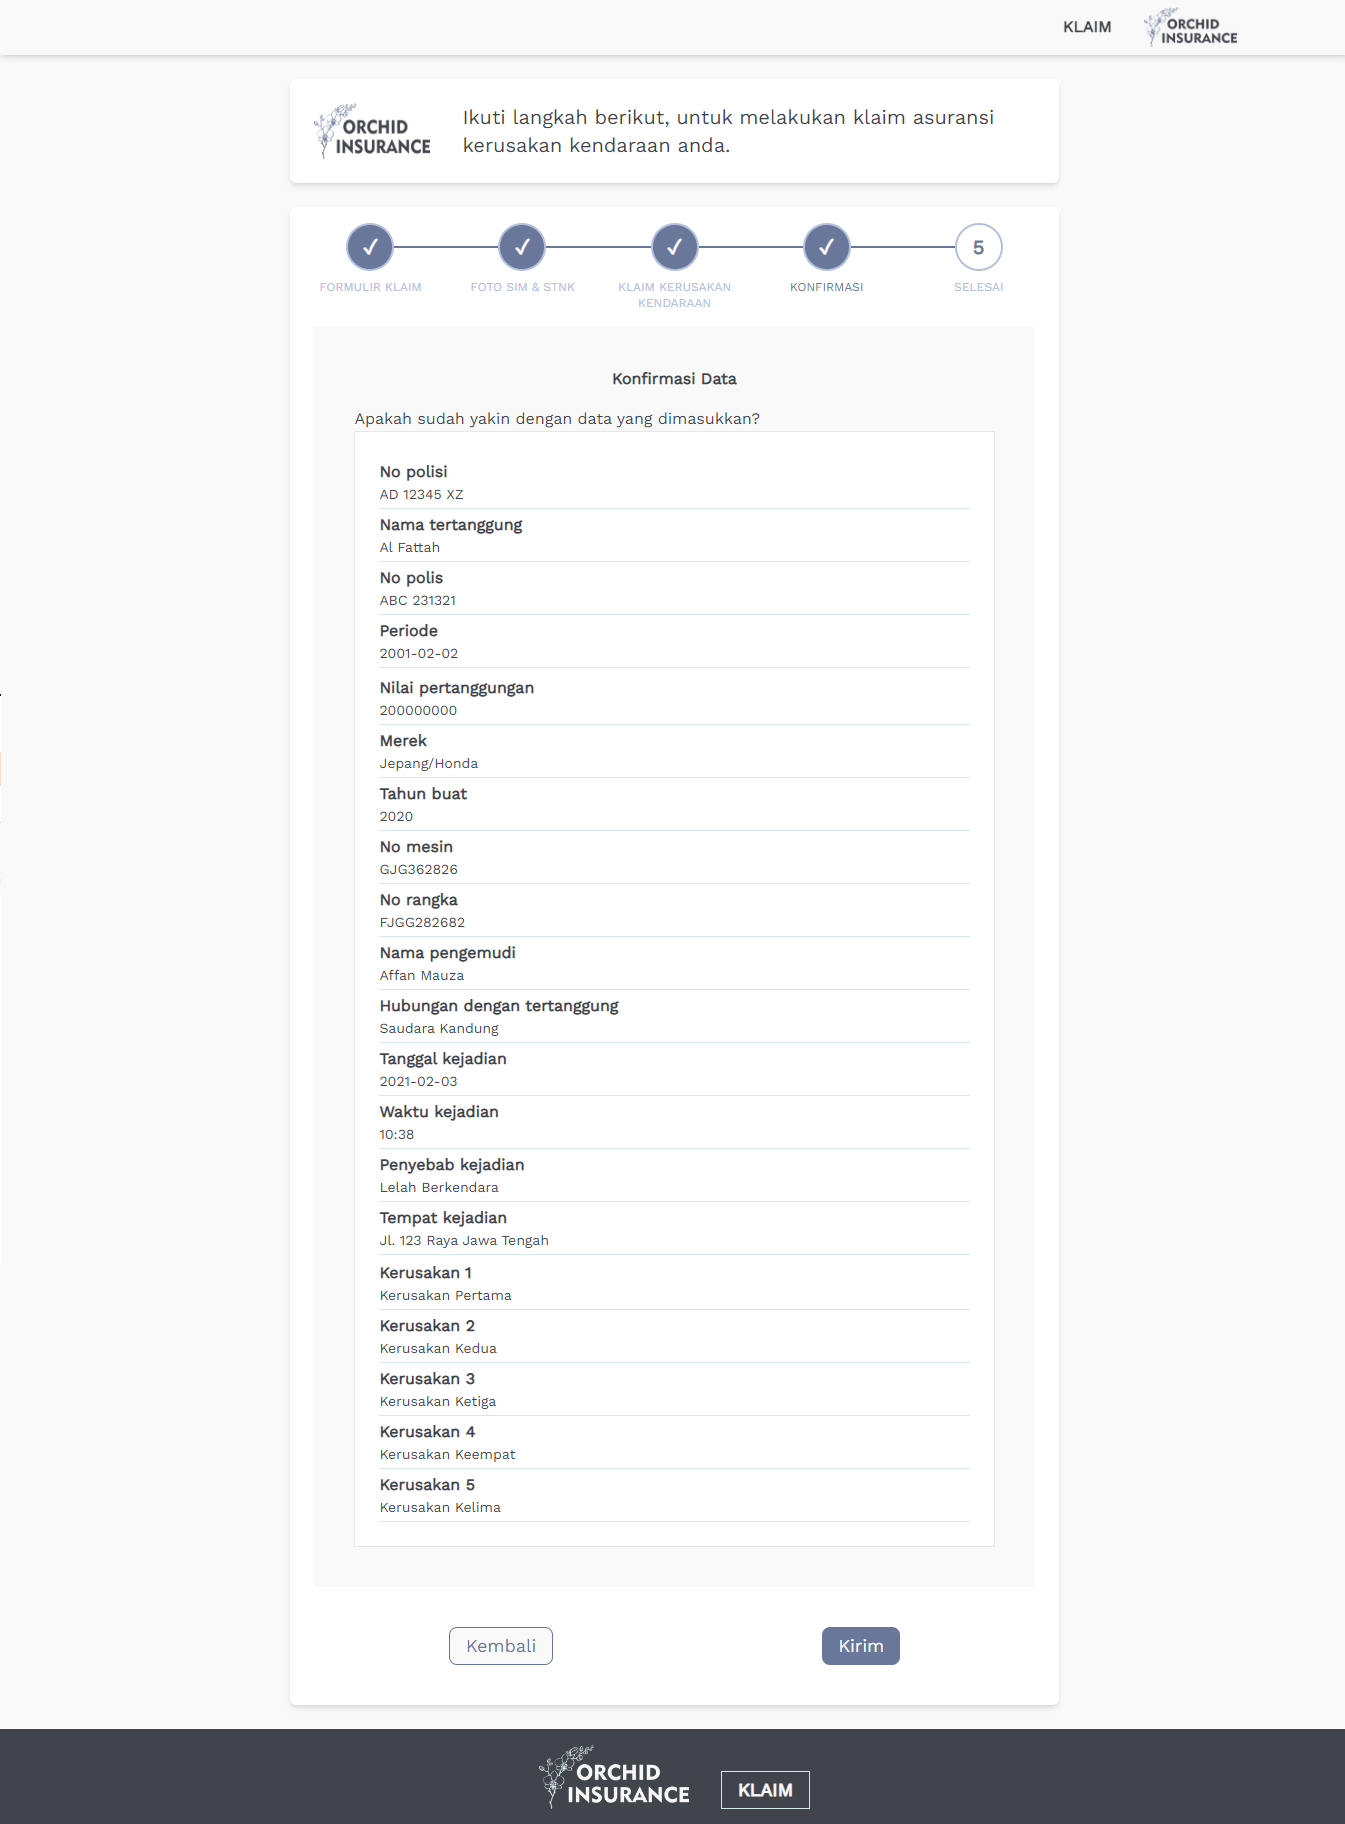 KLAIM
ORCHID
INSURANCE
ORCHID
INSURANCE
Ikuti langkah berikut, untuk melakukan klaim asuransi
kerusakan kendaraan anda.
5
FORMULIR KLAIM
FOTO SIM & STNK
KLAIM KERUSAKAN
KENDARAAN
KONFIRMASI
SELESAI
Konfirmasi Data
Apakah sudah yakin dengan data yang dimasukkan?
No polisi
AD 12345 XZ
Nama tertanggung
Al Fattah
No polis
ABC 231321
Periode
2001-02-02
Nilai pertanggungan
200000000
Merek
Jepang/Honda
Tahun buat
2020
No mesin
GJG362826
No rangka
FJGG282682
Nama pengemudi
Affan Mauza
Hubungan dengan tertanggung
Saudara Kandung
Tanggal kejadian
2021-02-03
Waktu kejadian
10:38
Penyebab kejadian
Lelah Berkendara
Tempat kejadian
Jl. 123 Raya Jawa Tengah
Kerusakan 1
Kerusakan Pertama
Kerusakan 2
Kerusakan Kedua
Kerusakan 3
Kerusakan Ketiga
Kerusakan 4
Kerusakan Keempat
Kerusakan 5
Kerusakan Kelima
Kembali
Kirim
ORCHID
INSURANCE
KLAIM